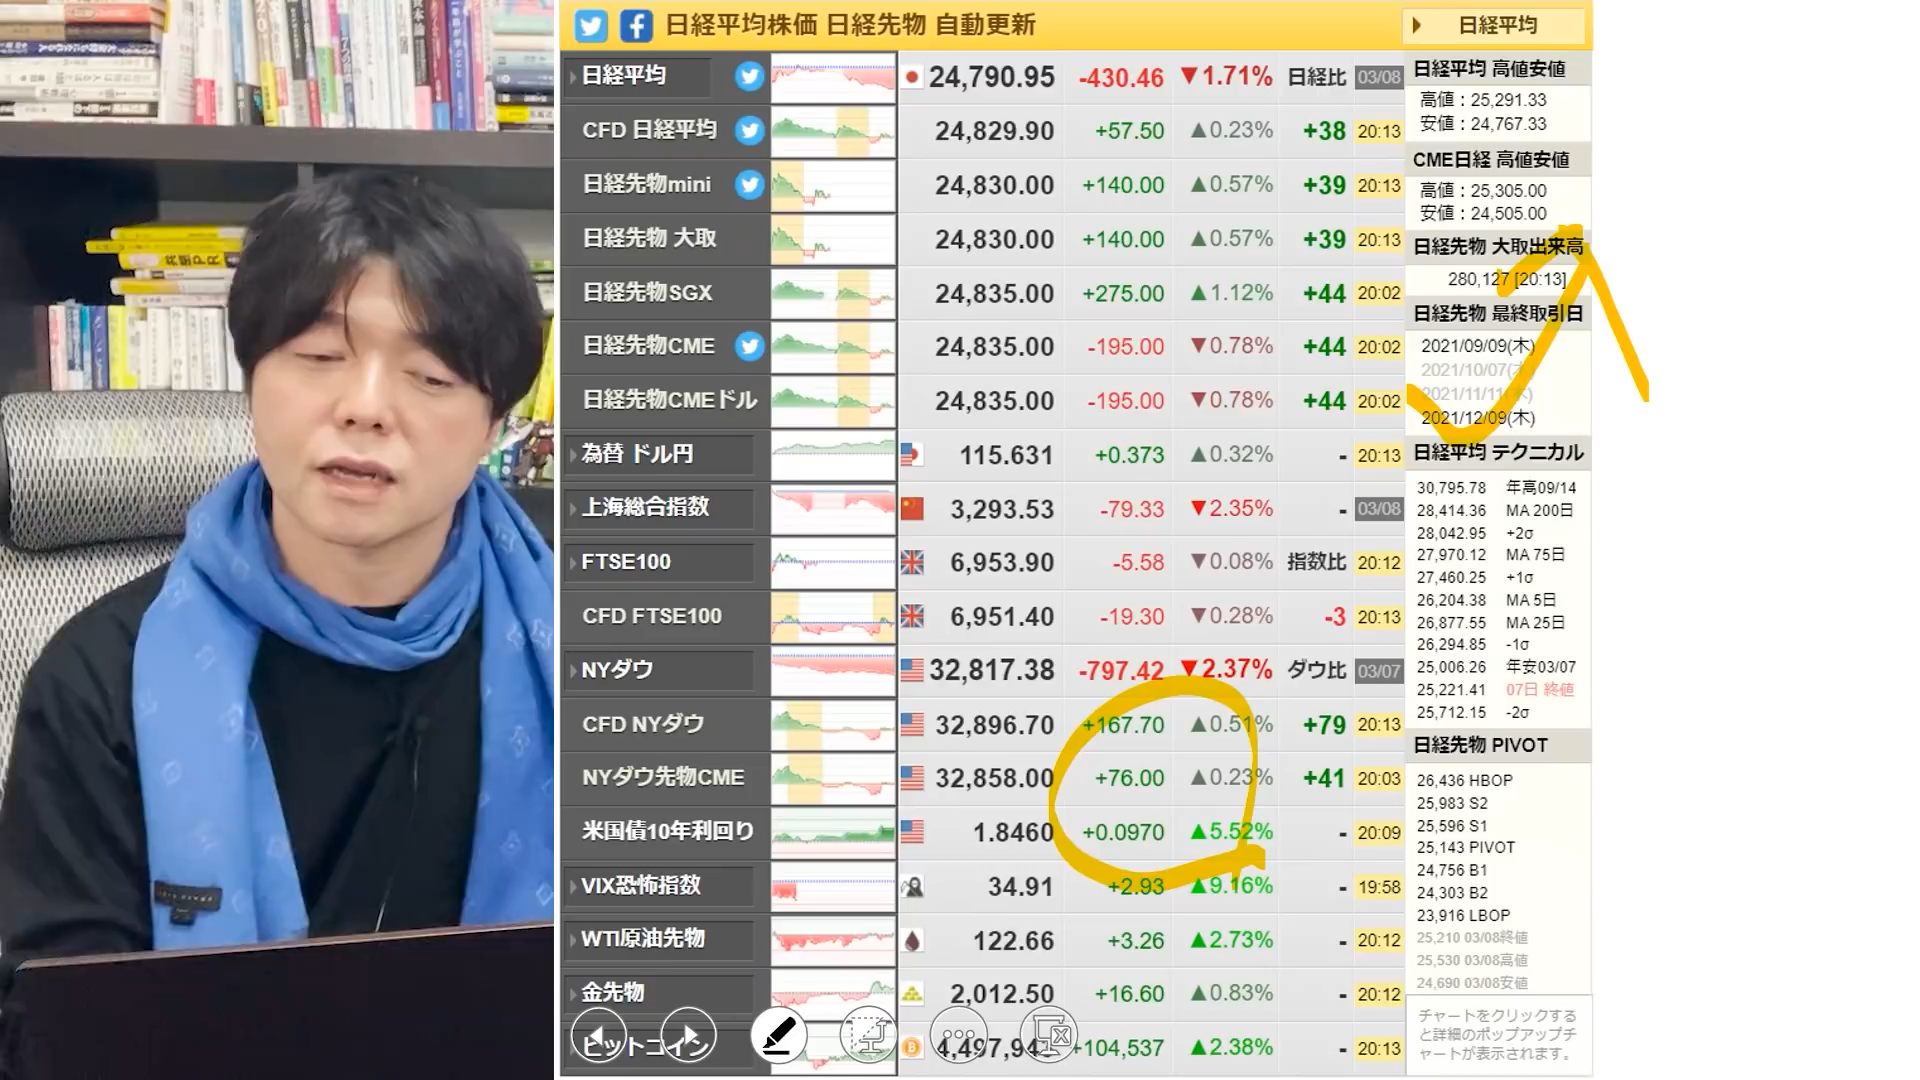 日経平均株価 日経先物 自動更新
日経平均
日経平均 24,790.95 -430.46 ▼1.71% 日経比 03/08
CFD 日経平均 24,829.90 +57.50 ▲0.23% +38 20:13
日経先物mini 24,830.00 +140.00 ▲0.57% +39 20:13
日経先物 大取 24,830.00 +140.00 ▲0.57% +39 20:13
日経先物SGX 24,835.00 +275.00 ▲1.12% +44 20:02
日経先物CME 24,835.00 -195.00 ▼0.78% +44 20:02
日経先物CMEドル 24,835.00 -195.00 ▼0.78% +44 20:02
為替 ドル円 115.631 +0.373 ▲0.32% - 20:13
上海総合指数 3,293.53 -79.33 ▼2.35% - 03/08
FTSE100 6,953.90 -5.58 ▼0.08% 指数比 20:12
CFD FTSE100 6,951.40 -19.30 ▼0.28% -3 20:13
NYダウ 32,817.38 -797.42 ▼2.37% ダウ比 03/07
CFD NYダウ 32,896.70 +167.70 ▲0.51% +79 20:13
NYダウ先物CME 32,858.00 +76.00 ▲0.23% +41 20:03
米国債10年利回り 1.8460 +0.0970 ▲5.52% - 20:09
VIX恐怖指数 34.91 +2.93 ▲9.16% - 19:58
WTI原油先物 122.66 +3.26 ▲2.73% - 20:12
金先物 2,012.50 +16.60 ▲0.83% - 20:12
ビットコイン +104,537 ▲2.38% - 20:13
日経平均 高値安値
高値：25,291.33
安値：24,767.33
CME日経 高値安値
高値：25,305.00
安値：24,505.00
日経先物 大取出来高
280,127 [20:13]
日経先物 最終取引日
2021/09/09(木)
2021/10/07(木)
2021/11/11(木)
2021/12/09(木)
日経平均 テクニカル
30,795.78 年高09/14
28,414.36 MA 200日
28,042.95 +2σ
27,970.12 MA 75日
27,460.25 +1σ
26,204.38 MA 5日
26,877.55 MA 25日
26,294.85 -1σ
25,006.26 年安03/07
25,221.41 07日 終値
25,712.15 -2σ
日経先物 PIVOT
26,436 HBOP
25,983 S2
25,596 S1
25,143 PIVOT
24,756 B1
24,303 B2
23,916 LBOP
25,210 03/08終値
25,530 03/08高値
24,690 03/08安値
チャートをクリックする
と詳細のポップアップチ
ャートが表示されます。